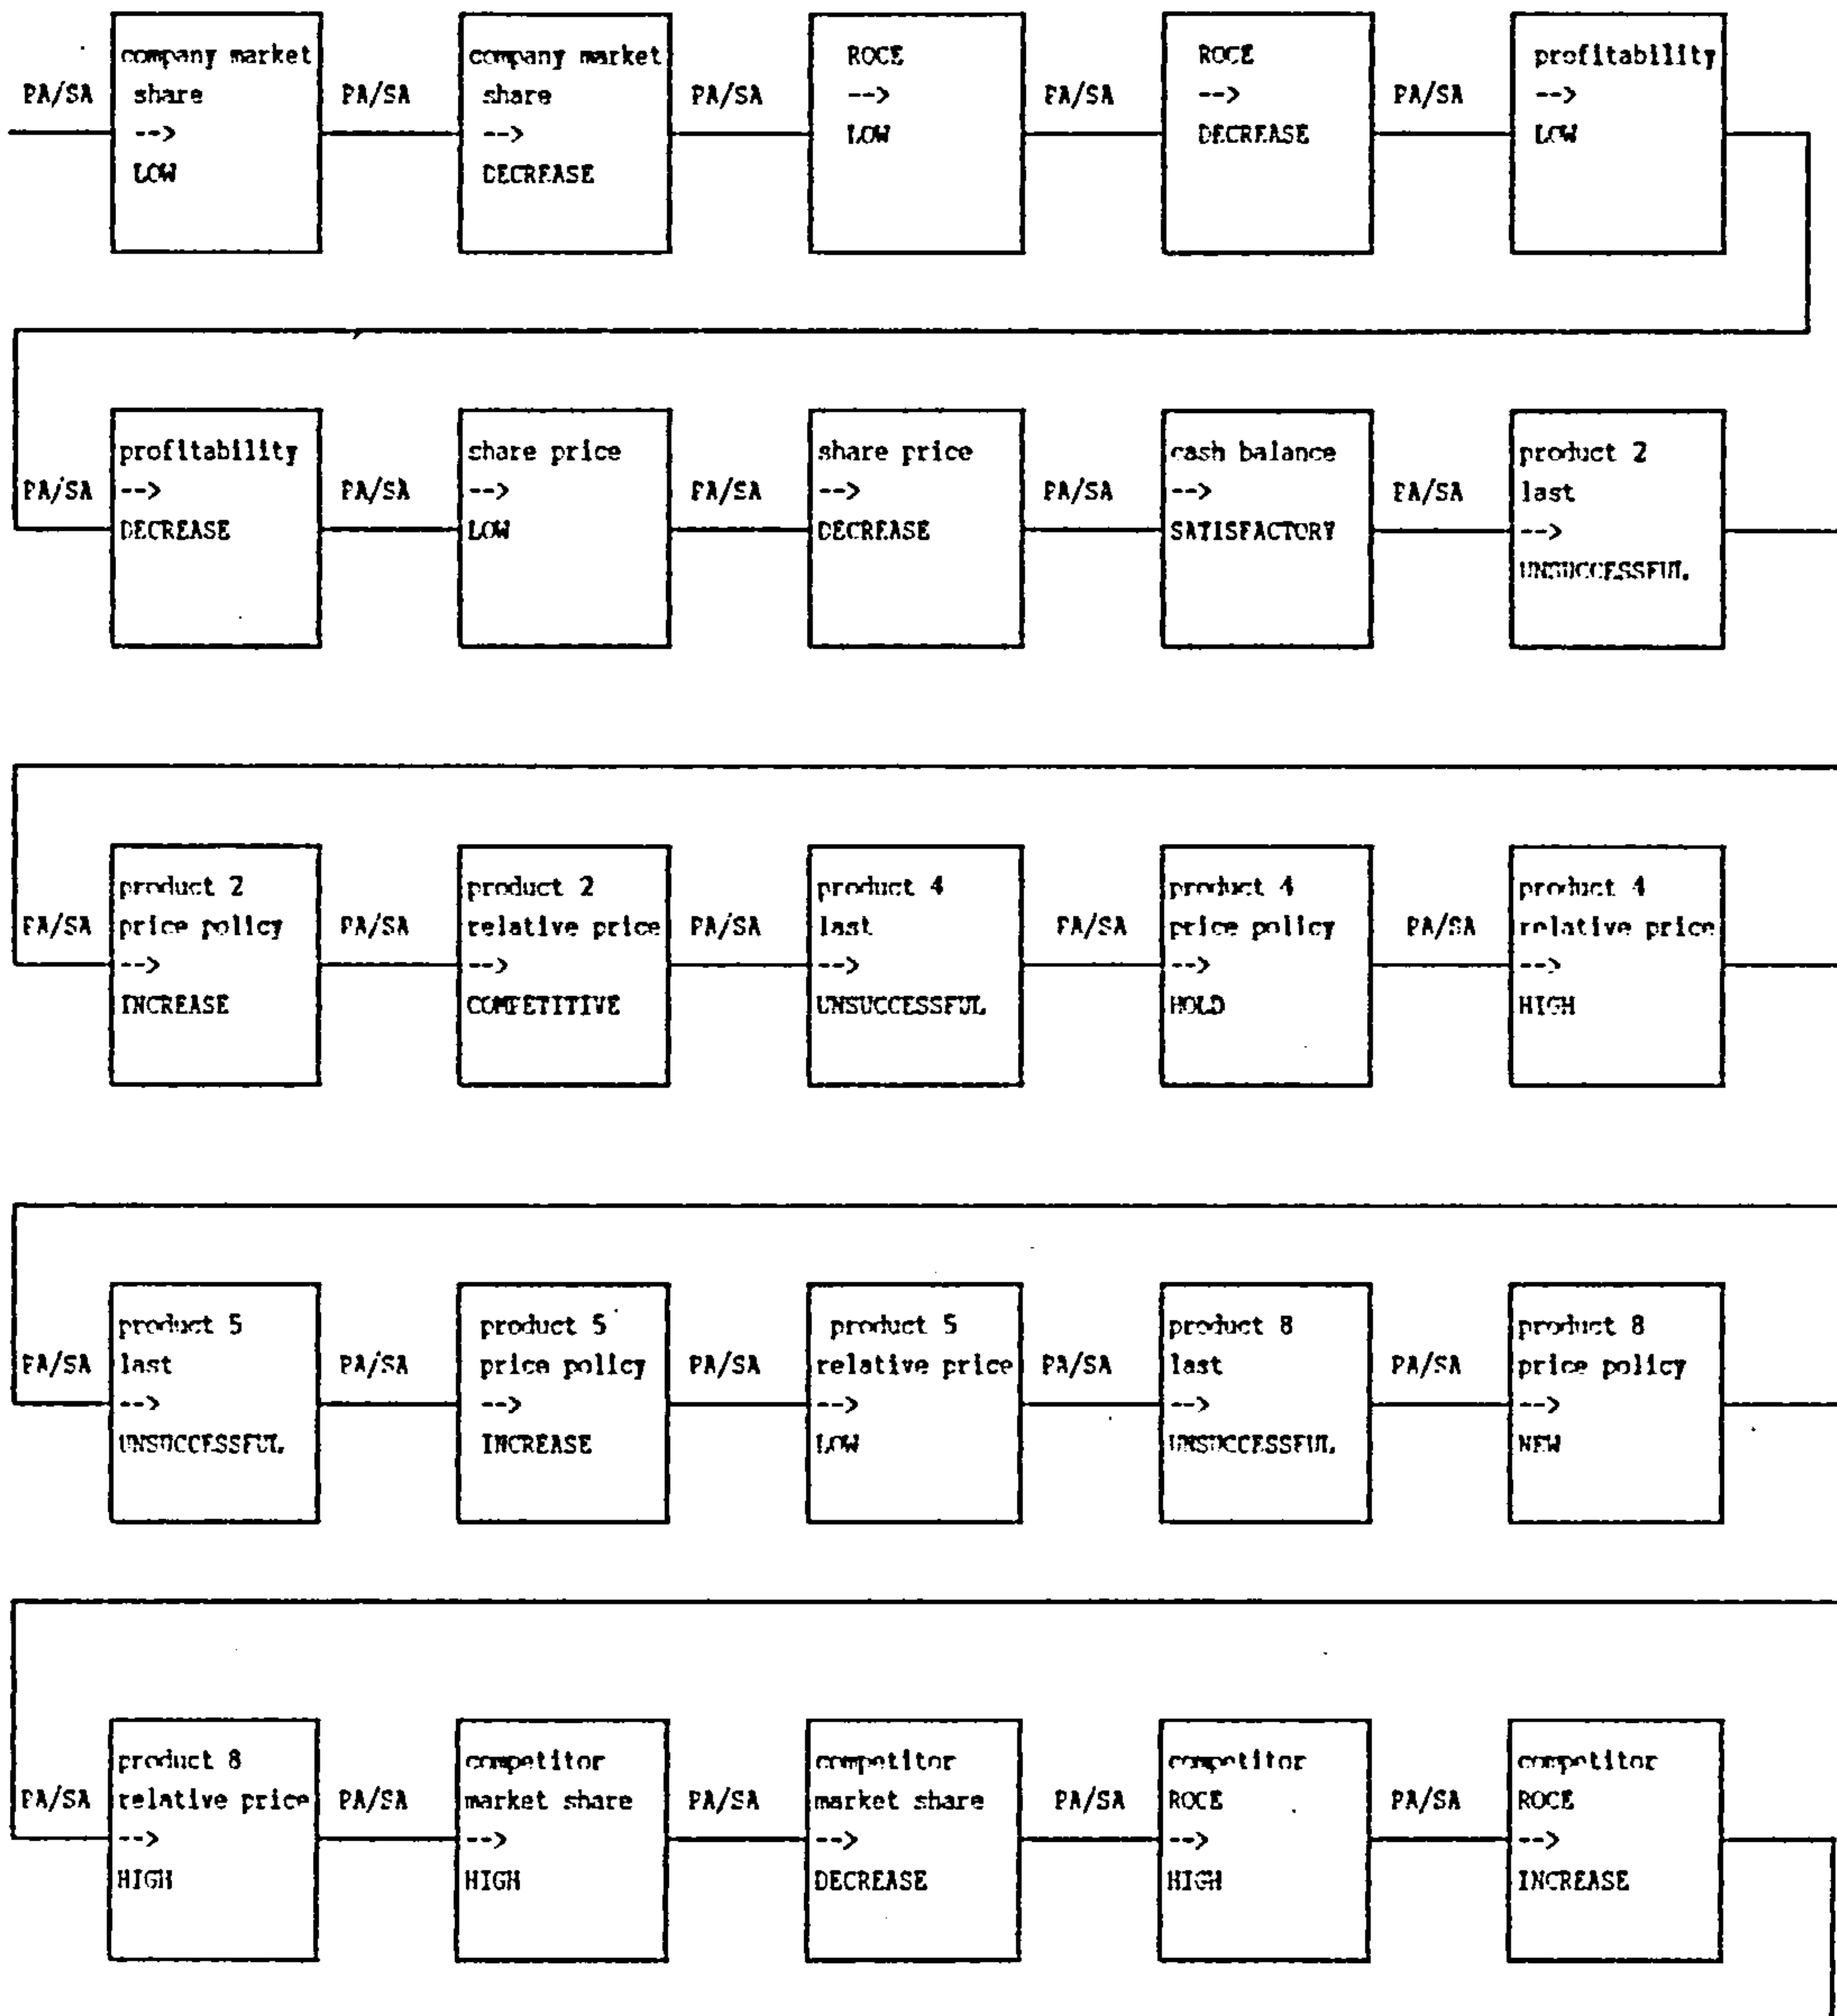 PA/SA
company market
share
-->
LOW
PA/SA
company market
share
-->
DECREASE
PA/SA
ROCE
-->
LOW
PA/SA
ROCE
-->
DECREASE
PA/SA
profitability
-->
LOW
PA/SA
profitability
-->
DECREASE
PA/SA
share price
-->
LOW
PA/SA
share price
-->
DECREASE
PA/SA
cash balance
-->
SATISFACTORY
PA/SA
product 2
last
-->
UNSUCCESSFUL
PA/SA
product 2
price policy
-->
INCREASE
PA/SA
product 2
relative price
-->
COMPETITIVE
PA/SA
product 4
last
-->
UNSUCCESSFUL
PA/SA
product 4
price policy
-->
HOLD
PA/SA
product 4
relative price
-->
HIGH
PA/SA
product 5
last
-->
UNSUCCESSFUL
PA/SA
product 5
price policy
-->
INCREASE
PA/SA
product 5
relative price
-->
LOW
PA/SA
product 8
last
-->
UNSUCCESSFUL
PA/SA
product 8
price policy
-->
NEW
PA/SA
product 8
relative price
-->
HIGH
PA/SA
competitor
market share
-->
HIGH
PA/SA
competitor
market share
-->
DECREASE
PA/SA
competitor
ROCE
-->
HIGH
PA/SA
competitor
ROCE
-->
INCREASE